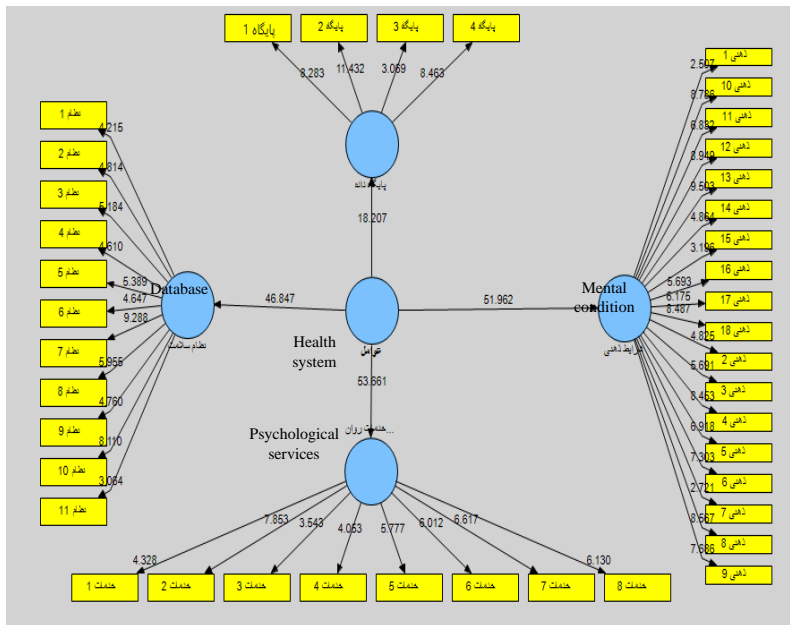 پایگاه 1
پایگه 2
پایگه 3
پایگه 4
8.283
11.432
3.069
8.463
پایگاه داده
18.207
نظام 1
نظام 2
نظام 3
نظام 4
نظام 5
نظام 6
نظام 7
نظام 8
نظام 9
نظام 10
نظام 11
4.215
4.814
5.184
4.610
5.389
4.647
9.288
5.955
4.760
8.110
3.064
Database
نظام سلامت
46.847
Health
system
عوامل
51.962
53.661
Mental
condition
شرایط ذهنی
ذهنی 1
ذهنی 10
ذهنی 11
ذهنی 12
ذهنی 13
ذهنی 14
ذهنی 15
ذهنی 16
ذهنی 17
ذهنی 18
ذهنی 2
ذهنی 3
ذهنی 4
ذهنی 5
ذهنی 6
ذهنی 7
ذهنی 8
ذهنی 9
2.507
8.786
6.882
8.949
9.503
4.864
3.196
5.693
6.175
8.487
4.825
5.691
8.463
6.918
7.303
2.721
8.567
7.686
Psychological
services
خدمات روان...
4.328
7.853
3.543
4.053
5.777
6.012
6.617
6.130
خدمات 1
خدمات 2
خدمات 3
خدمات 4
خدمات 5
خدمات 6
خدمات 7
خدمات 8